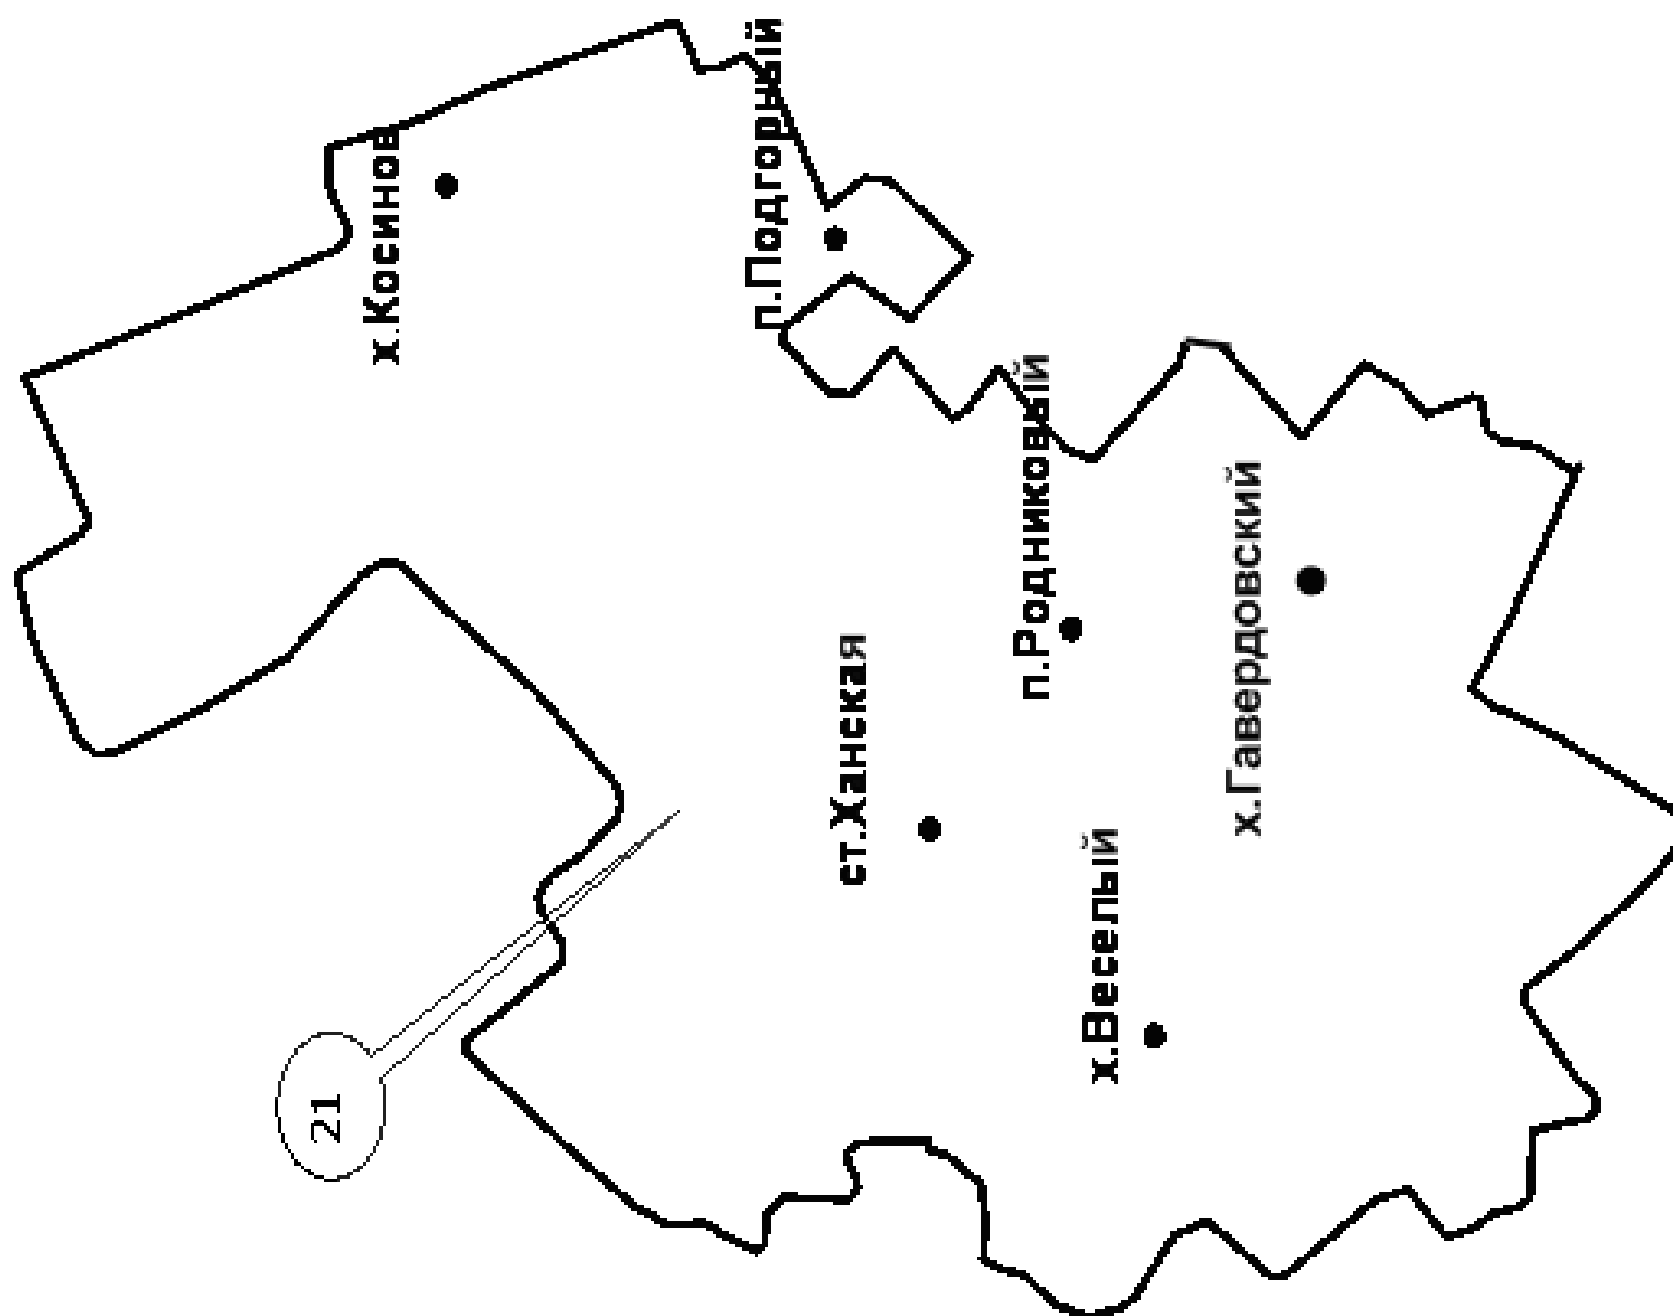 х.Косинов
п.Подгорный
п.Родниковый
ст.Ханская
х.Гавердовский
х.Веселый
21